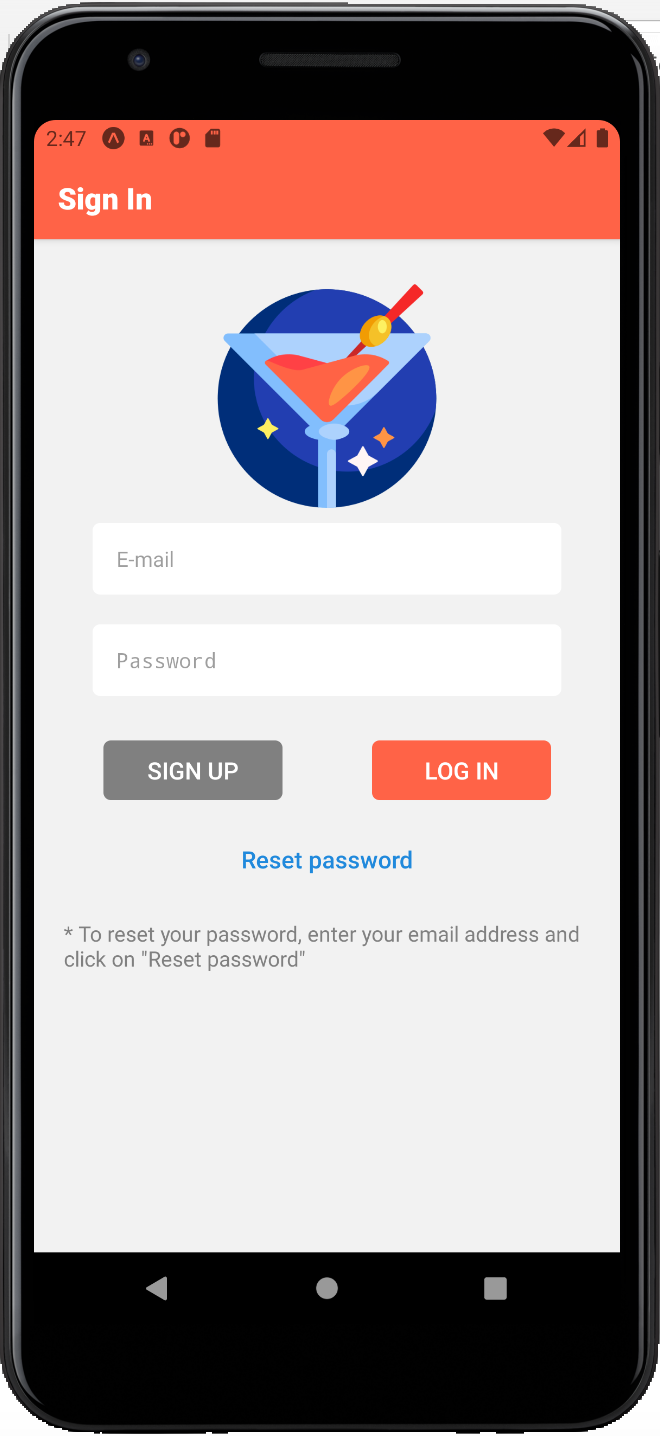 2:47
Sign In
E-mail
Password
SIGN UP
LOG IN
Reset password
* To reset your password, enter your email address and
click on "Reset password"